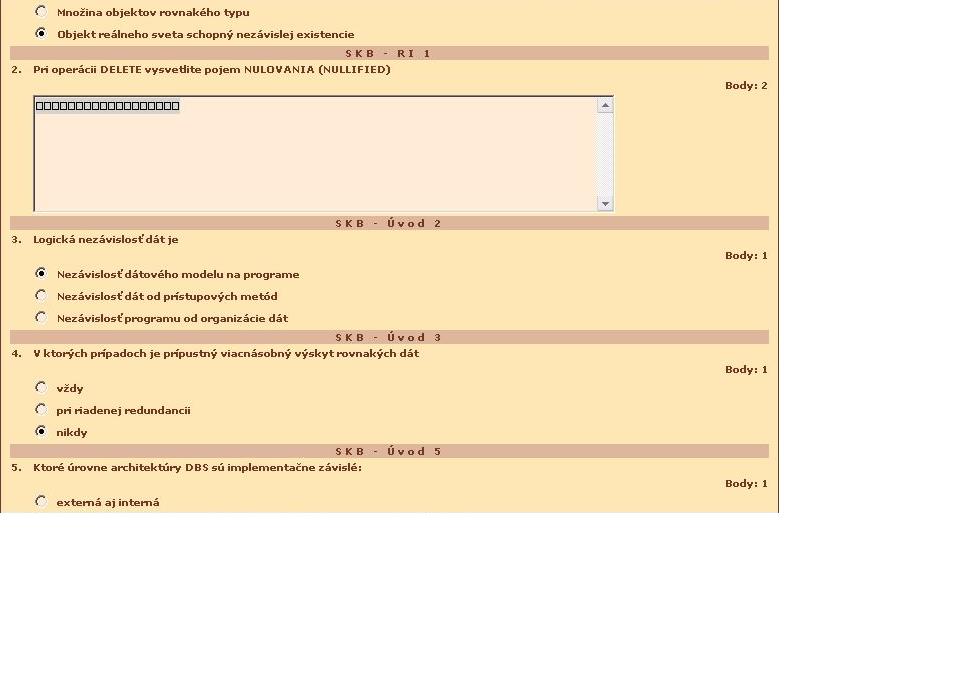 Množina objektov rovnakého typu
Objekt reálneho sveta schopný nezávislej existencie
SKB - RI 1
2. Pri operácii DELETE vysvetlite pojem NULOVANIA (NULLIFIED)
Body: 2
□□□□□□□□□□□□□□□□□□
SKB - Úvod 2
3. Logická nezávislosť dát je
Body: 1
Nezávislosť dátového modelu na programe
Nezávislosť dát od prístupových metód
Nezávislosť programu od organizácie dát
SKB - Úvod 3
4. V ktorých prípadoch je prípustný viacnásobný výskyt rovnakých dát
Body: 1
vždy
pri riadenej redundancii
nikdy
SKB - Úvod 5
5. Ktoré úrovne architektúry DBS sú implementačne závislé:
Body: 1
externá aj interná